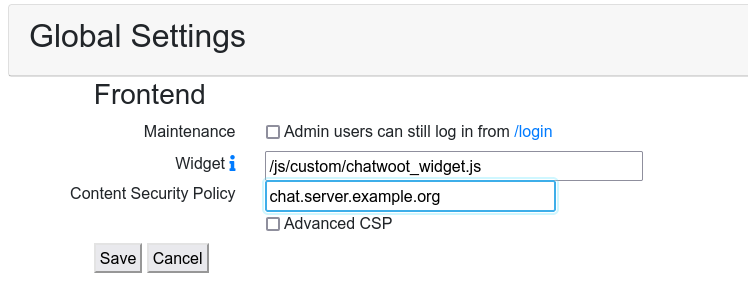 Global Settings
Frontend
Maintenance Admin users can still log in from /login
Widget i /js/custom/chatwoot_widget.js
Content Security Policy chat.server.example.org
Advanced CSP
Save Cancel